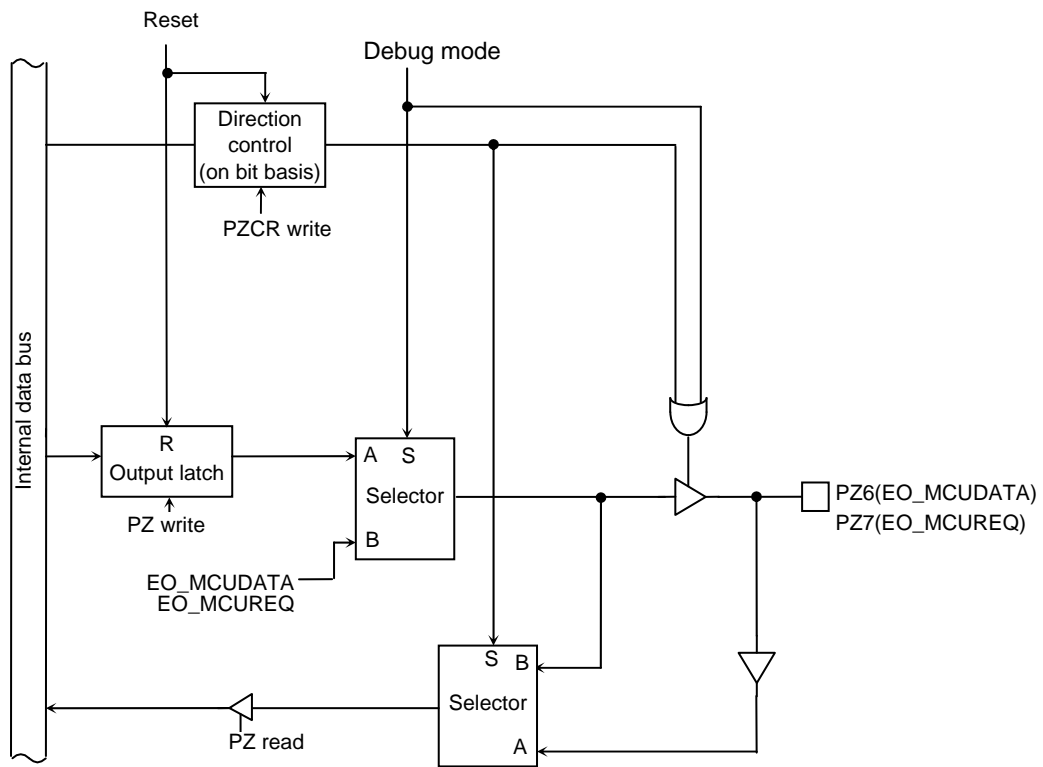 Reset
Debug mode
Direction
control
(on bit basis)
PZCR write
Internal data bus
R
Output latch
PZ write
A
S
Selector
B
EO_MCUDATA
EO_MCUREQ
PZ6(EO_MCUDATA)
PZ7(EO_MCUREQ)
S
B
Selector
A
PZ read